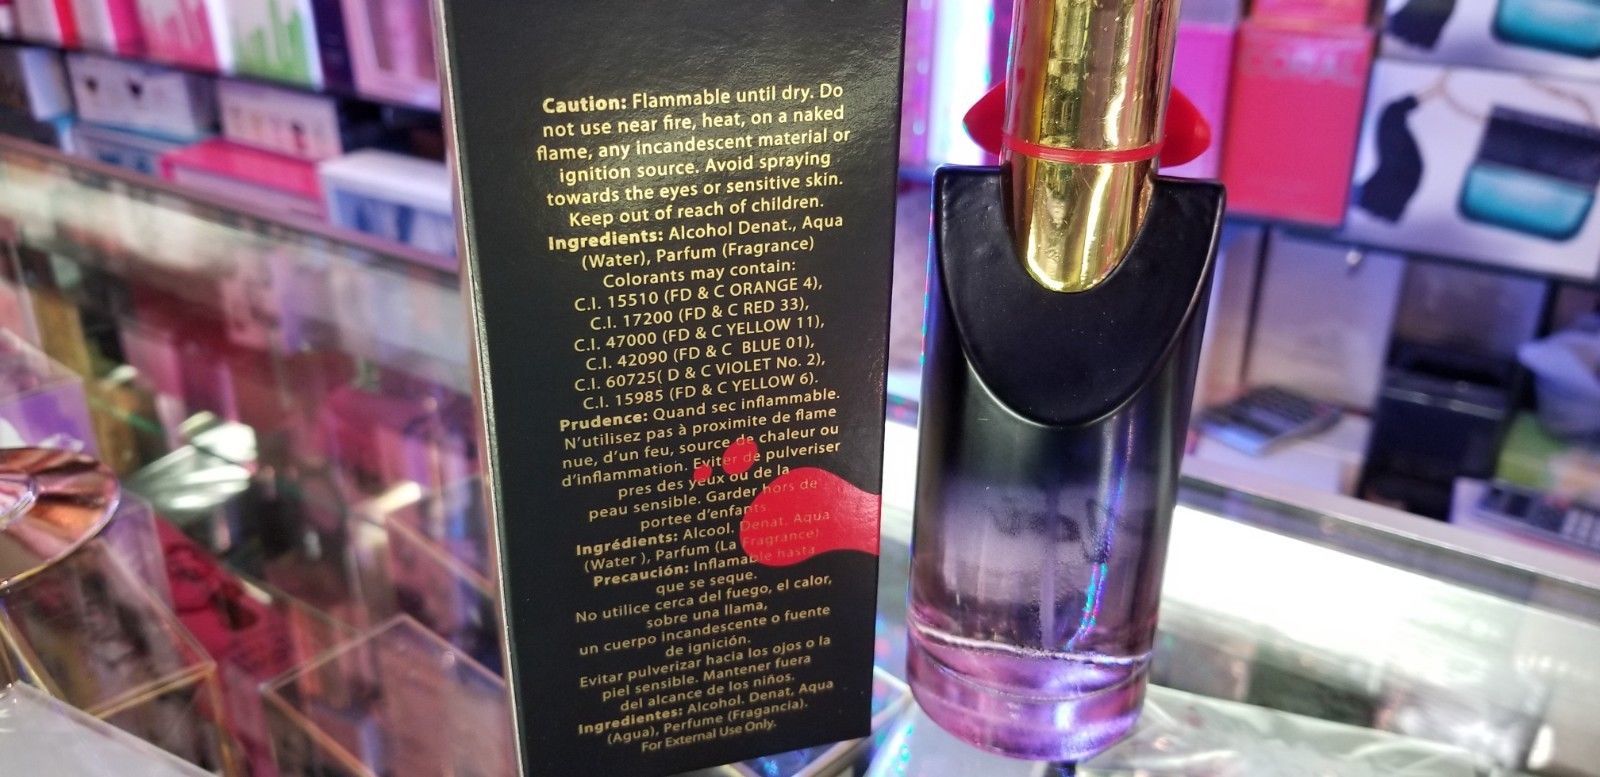 Caution: Flammable until dry. Do
not use near fire, heat, on a naked
flame, any incandescent material or
ignition source. Avoid spraying
towards the eyes or sensitive skin.
Keep out of reach of children.
Ingredients: Alcohol Denat., Aqua
(Water), Parfum (Fragrance)
Colorants may contain:
C.I. 15510 (FD & C ORANGE 4),
C.I. 17200 (FD & C RED 33),
C.I. 47000 (FD & C YELLOW 11),
C.I. 42090 (FD & C BLUE 01),
C.I. 60725( D & C VIOLET No. 2),
C.I. 15985 (FD & C YELLOW 6).
Prudence: Quand sec inflammable.
N'utilisez pas à proximite de flame
nue, d'un feu, source de chaleur ou
d'inflammation. Eviter de pulveriser
pres des yeux ou de la
peau sensible. Garder hors de
portee d'enfants
Ingrédients: Alcool, Denat. Aqua
(Water ), Parfum (La Fragrance)
Precaución: Inflamable hasta
que se seque.
No utilice cerca del fuego, el calor,
sobre una llama,
un cuerpo incandescente o fuente
de ignición.
Evitar pulverizar hacia los ojos o la
piel sensible. Mantener fuera
del alcance de los niños.
Ingredientes: Alcohol. Denat, Aqua
(Agua), Perfume (Fragancia).
For External Use Only.
CORAL